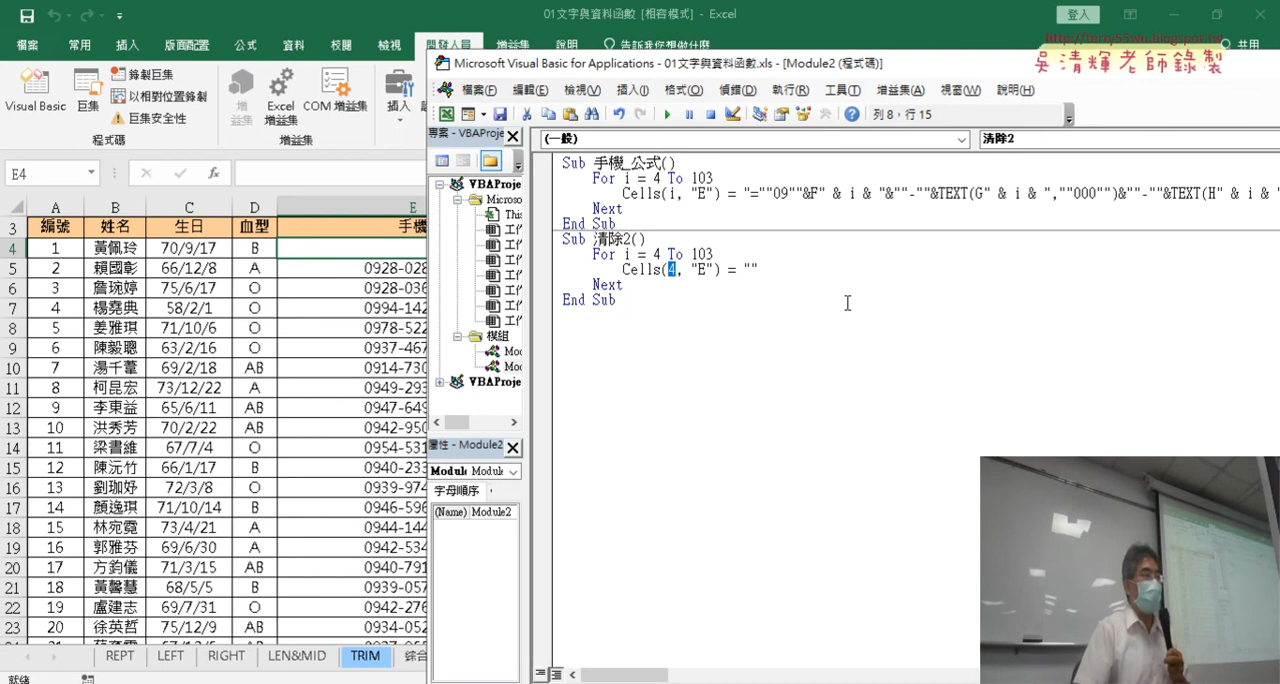 01文字與資料函數 [相容模式] - Excel
登入
檔案 常用 插入 版面配置 公式 資料 校閱 檢視 開發人員 增益集 說明 告訴我您想做什麼 共用
http://terry55wu.blogspot.tw
吳清輝老師錄製
Visual Basic 巨集 錄製巨集 以相對位置錄製 巨集安全性 程式碼
增益集 Excel 增益集 COM 增益集 增益集 插入
E4 fx
Microsoft Visual Basic for Applications - 01文字與資料函數.xls - [Module2 (程式碼)]
檔案(F) 編輯(E) 檢視(V) 插入(I) 格式(O) 偵錯(D) 執行(R) 工具(T) 增益集(A) 視窗(W) 說明(H)
列 8，行 15
專案 - VBAProje
VBAProje
Microso
Thi
工作
工作
工作
工作
工作
工作
模組
Mo
Mo
VBAProje
屬性 - Module2
Modul Module
字母順序
(Name) Module2
(一般) 清除2
Sub 手機_公式()
For i = 4 To 103
Cells(i, "E") = "=""09""&F" & i & "&""-""&TEXT(G" & i & ",""000"")&""-""&TEXT(H" & i & "
Next
End Sub
Sub 清除2()
For i = 4 To 103
Cells(4, "E") = ""
Next
End Sub
A B C D E
3 編號 姓名 生日 血型 手機
4 1 黃佩玲 70/9/17 B
5 2 賴國彰 66/12/8 A 0928-028
6 3 詹琬婷 75/6/17 O 0928-036
7 4 楊堯典 58/2/1 O 0994-142
8 5 姜雅琪 71/10/6 O 0978-522
9 6 陳毅聰 63/2/16 O 0937-467
10 7 湯千葦 69/2/18 AB 0914-730
11 8 柯昆宏 73/12/22 A 0949-293
12 9 李東益 65/6/11 AB 0947-649
13 10 洪秀芳 70/2/22 AB 0942-950
14 11 梁書維 67/7/4 O 0954-531
15 12 陳沅竹 66/1/17 B 0940-233
16 13 劉珈妤 72/3/8 O 0939-974
17 14 顏逸琪 71/10/14 B 0946-596
18 15 林宛霓 73/4/21 A 0944-144
19 16 郭雅芬 69/6/30 A 0942-534
20 17 方鈞儀 71/3/15 AB 0940-791
21 18 黃馨慧 68/5/5 B 0939-057
22 19 盧建志 69/7/31 O 0942-276
23 20 徐英哲 75/12/9 AB 0934-052
REPT LEFT RIGHT LEN&MID TRIM 綜合
就緒